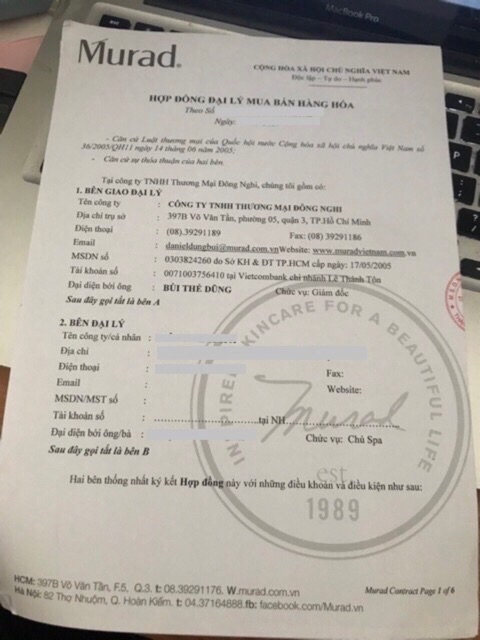 MacBook Pro
Murad.
CỘNG HÒA XÃ HỘI CHỦ NGHĨA VIỆT NAM
Độc lập - Tự do - Hạnh phúc
HỢP ĐỒNG ĐẠI LÝ MUA BÁN HÀNG HÓA
Theo Số
Ngày:
- Căn cứ Luật thương mại của Quốc hội nước Cộng hòa xã hội chủ nghĩa Việt Nam số
36/2005/QH11 ngày 14 tháng 06 năm 2005;
- Căn cứ sự thỏa thuận của hai bên.
Tại công ty TNHH Thương Mại Đông Nghi, chúng tôi gồm có:
1. BÊN GIAO ĐẠI LÝ
Tên công ty : CÔNG TY TNHH THƯƠNG MẠI ĐÔNG NGHI
Địa chỉ trụ sở : 397B Võ Văn Tần, phường 05, quận 3, TP.Hồ Chí Minh
Điện thoại : (08).39291189 Fax: (08).39291186
Email : danieldungbui@murad.com.vn Website: www.muradvietnam.com.vn
MSDN số : 0303824260 do Sở KH & ĐT TP.HCM cấp ngày: 17/05/2005
Tài khoản số : 0071003756410 tại Vietcombank chi nhánh Lê Thánh Tôn
Đại diện bởi ông : BÙI THẾ DŨNG Chức vụ: Giám đốc
Sau đây gọi tắt là bên A
2. BÊN ĐẠI LÝ
Tên công ty/cá nhân :
Địa chỉ :
Điện thoại : Fax:
Email : Website:
MSDN/MST số :
Tài khoản số : ........................tại NH........................
Đại diện bởi ông/bà : Chức vụ: Chủ Spa
Sau đây gọi tắt là bên B
Hai bên thống nhất ký kết Hợp đồng này với những điều khoản và điều kiện như sau:
INSPIRED SKINCARE FOR A BEAUTIFUL LIFE
Murad
est
1989
HCM: 397B Võ Văn Tần, F.5, Q.3. t: 08.39291176. W.murad.com.vn
Hà Nội: 82 Thợ Nhuộm, Q. Hoàn Kiếm. t: 04.37164888.fb: facebook.com/Murad.vn
Murad Contract Page 1 of 6